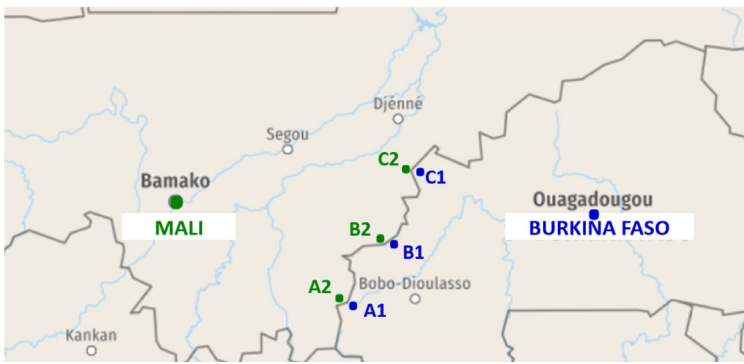 Djénné
Segou
C2
C1
Bamako
Ouagadougou
MALI
BURKINA FASO
B2
B1
A2
Bobo-Dioulasso
A1
Kankan